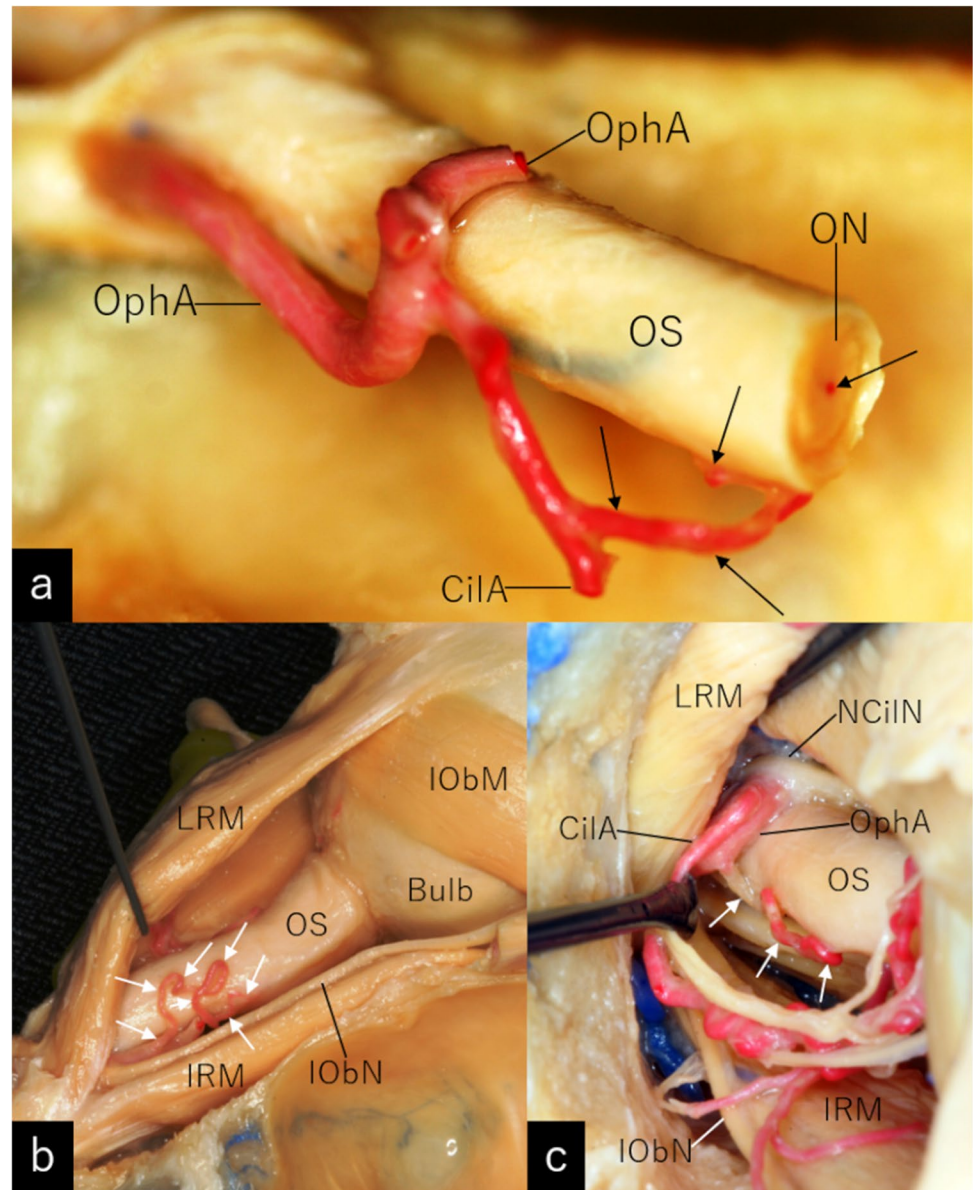 OphA
ON
OphA
OS
CilA
a
LRM
IObM
Bulb
OS
IRM
IObN
b
LRM
NCilN
CilA
OphA
OS
IRM
IObN
c